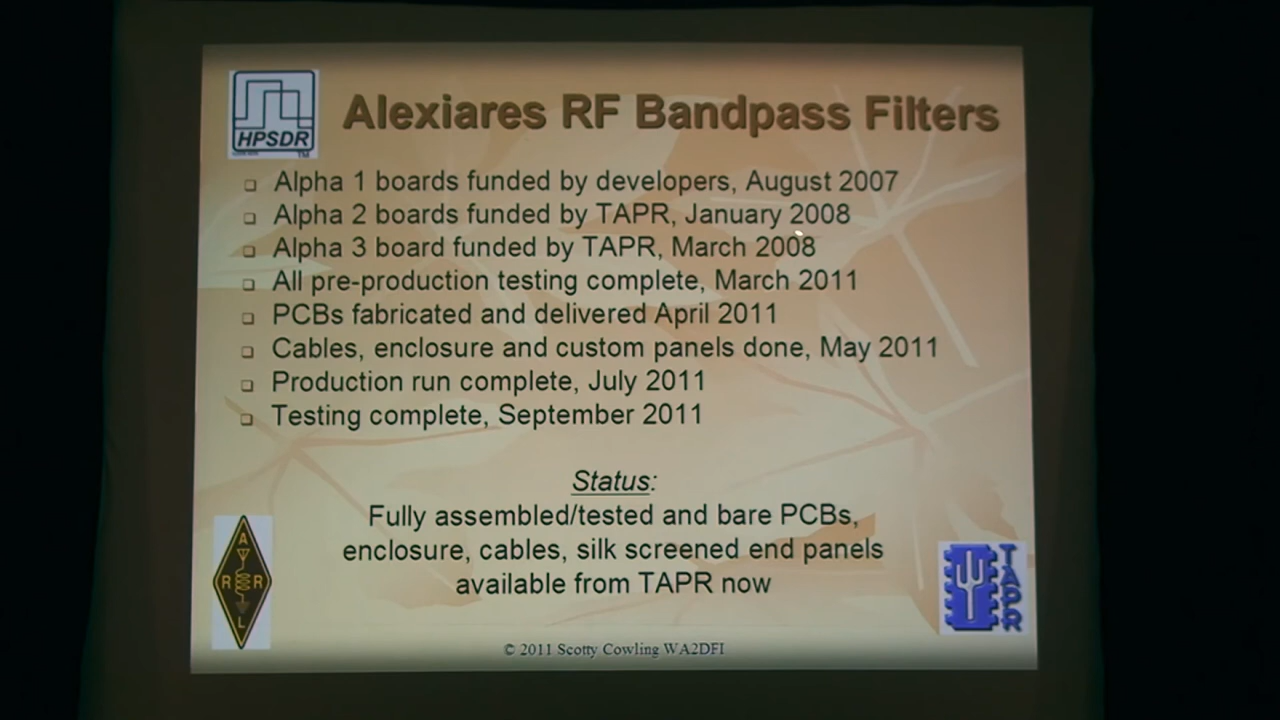 HPSDR
TM
Alexiares RF Bandpass Filters
Alpha 1 boards funded by developers, August 2007
Alpha 2 boards funded by TAPR, January 2008
Alpha 3 board funded by TAPR, March 2008
All pre-production testing complete, March 2011
PCBs fabricated and delivered April 2011
Cables, enclosure and custom panels done, May 2011
Production run complete, July 2011
Testing complete, September 2011
Status:
Fully assembled/tested and bare PCBs,
enclosure, cables, silk screened end panels
available from TAPR now
A
R R
L
TAPR
© 2011 Scotty Cowling WA2DFI